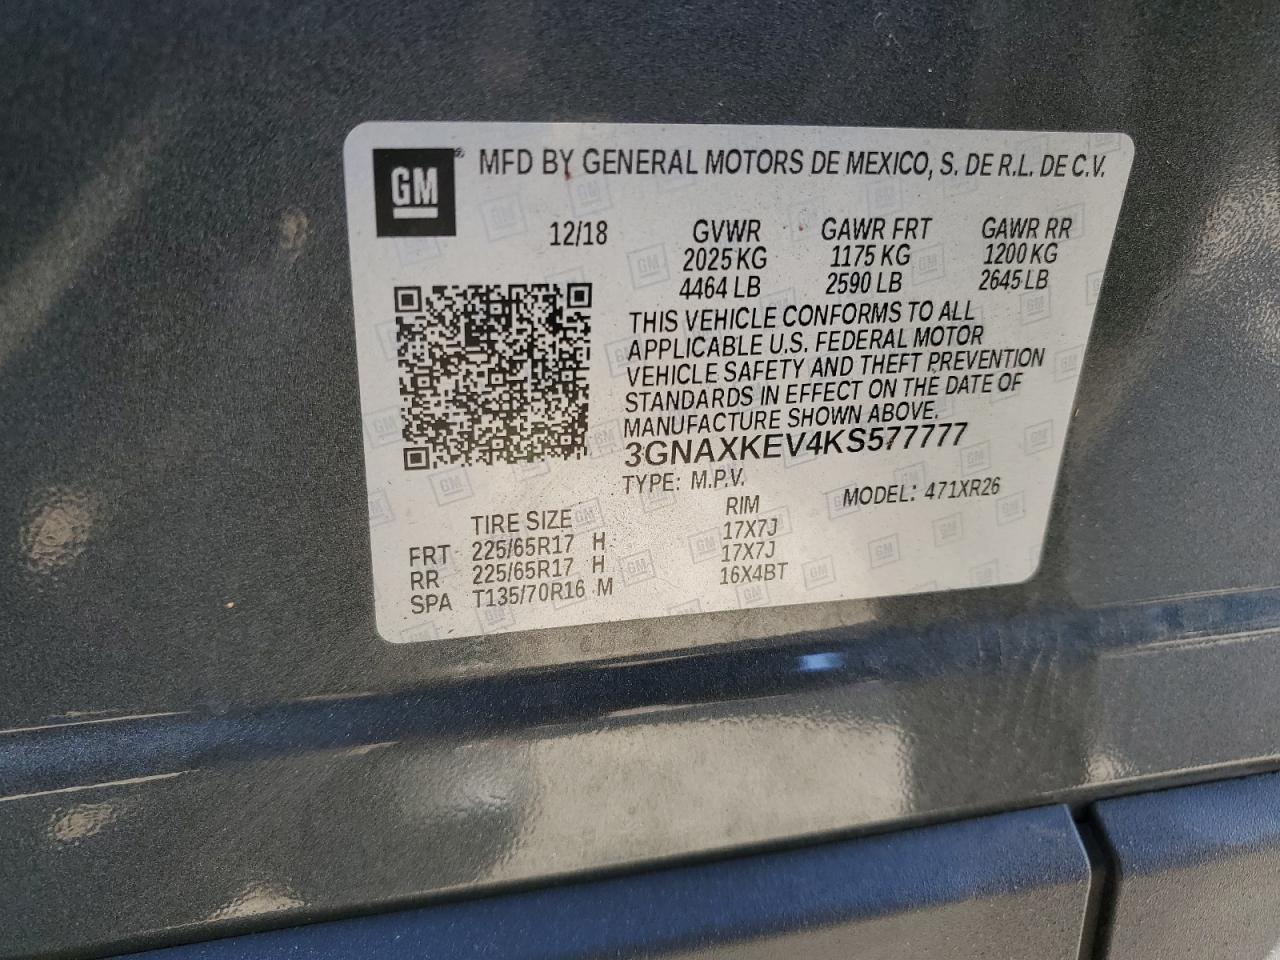 GM® MFD BY GENERAL MOTORS DE MEXICO, S. DE R.L. DE C.V.
12/18 GVWR GAWR FRT GAWR RR
2025 KG 1175 KG 1200 KG
4464 LB 2590 LB 2645 LB
THIS VEHICLE CONFORMS TO ALL
APPLICABLE U.S. FEDERAL MOTOR
VEHICLE SAFETY AND THEFT PREVENTION
STANDARDS IN EFFECT ON THE DATE OF
MANUFACTURE SHOWN ABOVE.
3GNAXKEV4KS577777
TYPE: M.P.V. MODEL: 471XR26
TIRE SIZE RIM
FRT 225/65R17 H 17X7J
RR 225/65R17 H 17X7J
SPA T135/70R16 M 16X4BT